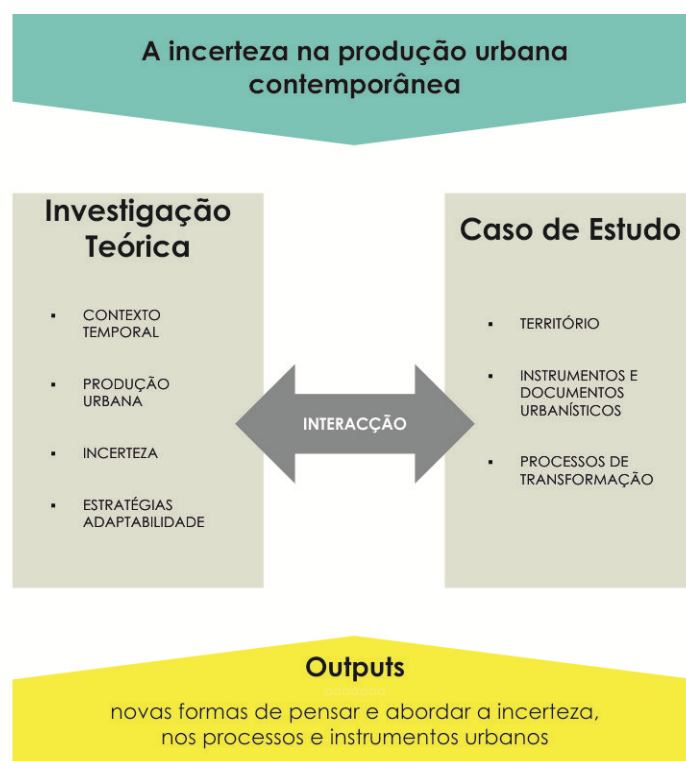 A incerteza na produção urbana
contemporânea
Investigação
Teórica
▪ CONTEXTO
TEMPORAL
▪ PRODUÇÃO
URBANA
▪ INCERTEZA
▪ ESTRATÉGIAS
ADAPTABILIDADE
INTERACÇÃO
Caso de Estudo
▪ TERRITÓRIO
▪ INSTRUMENTOS E
DOCUMENTOS
URBANÍSTICOS
▪ PROCESSOS DE
TRANSFORMAÇÃO
Outputs
novas formas de pensar e abordar a incerteza,
nos processos e instrumentos urbanos